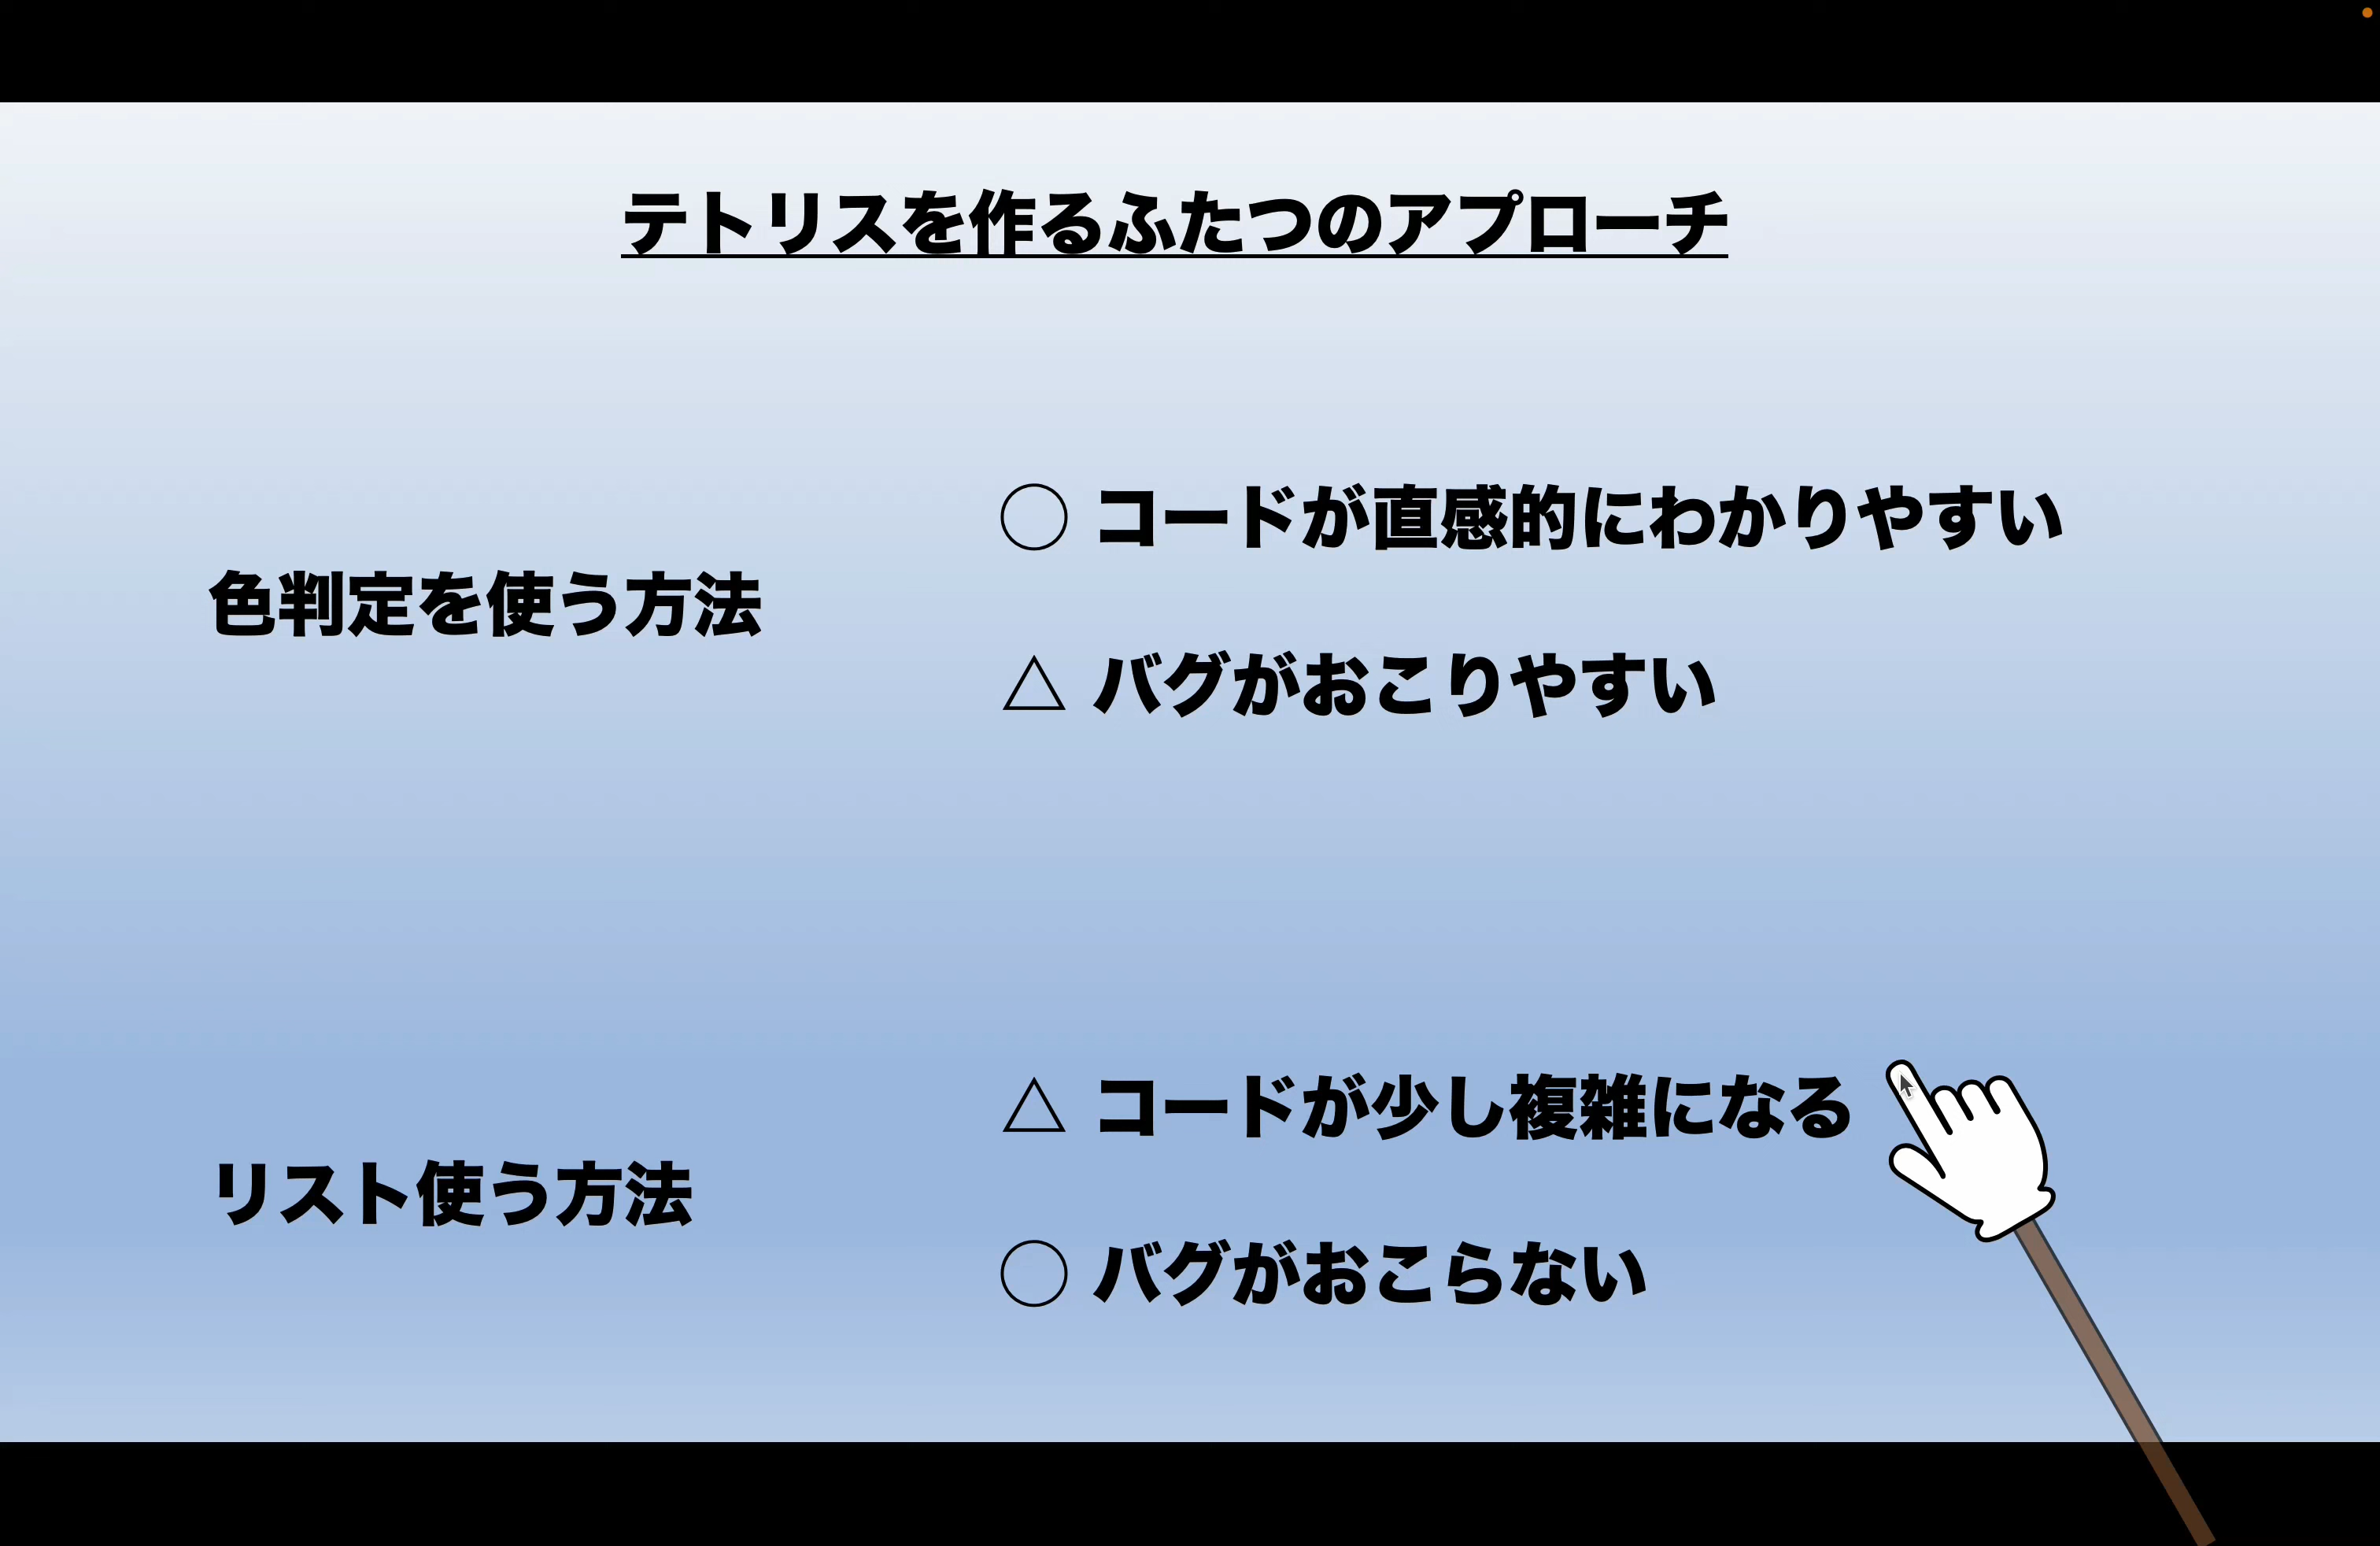 テトリスを作るふたつのアプローチ
色判定を使う方法
○ コードが直感的にわかりやすい
△ バグがおこりやすい
リスト使う方法
△ コードが少し複雑になる
○ バグがおこらない